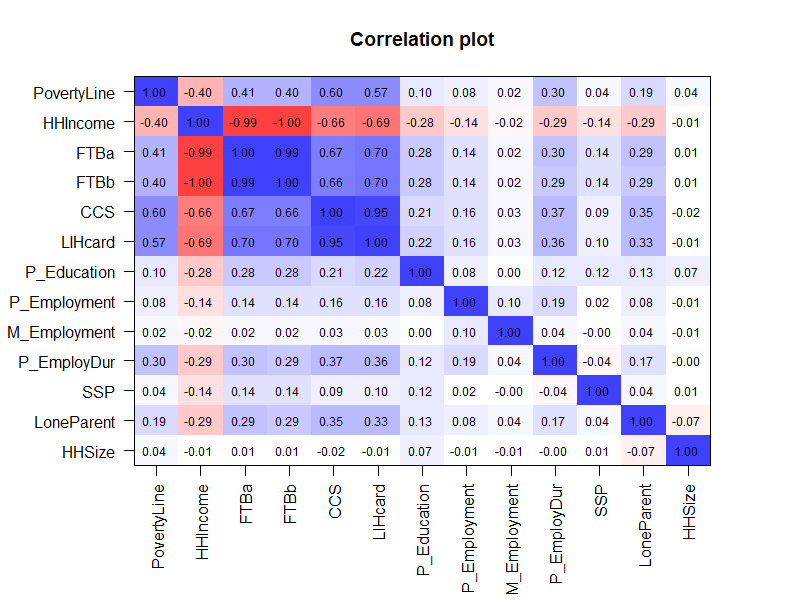 Correlation plot
PovertyLine 1.00 -0.40 0.41 0.40 0.60 0.57 0.10 0.08 0.02 0.30 0.04 0.19 0.04
HHIncome -0.40 1.00 -0.99 -1.00 -0.66 -0.69 -0.28 -0.14 -0.02 -0.29 -0.14 -0.29 -0.01
FTBa 0.41 -0.99 1.00 0.99 0.67 0.70 0.28 0.14 0.02 0.30 0.14 0.29 0.01
FTBb 0.40 -1.00 0.99 1.00 0.66 0.70 0.28 0.14 0.02 0.29 0.14 0.29 0.01
CCS 0.60 -0.66 0.67 0.66 1.00 0.95 0.21 0.16 0.03 0.37 0.09 0.35 -0.02
LIHcard 0.57 -0.69 0.70 0.70 0.95 1.00 0.22 0.16 0.03 0.36 0.10 0.33 -0.01
P_Education 0.10 -0.28 0.28 0.28 0.21 0.22 1.00 0.08 0.00 0.12 0.12 0.13 0.07
P_Employment 0.08 -0.14 0.14 0.14 0.16 0.16 0.08 1.00 0.10 0.19 0.02 0.08 -0.01
M_Employment 0.02 -0.02 0.02 0.02 0.03 0.03 0.00 0.10 1.00 0.04 -0.00 0.04 -0.01
P_EmployDur 0.30 -0.29 0.30 0.29 0.37 0.36 0.12 0.19 0.04 1.00 -0.04 0.17 -0.00
SSP 0.04 -0.14 0.14 0.14 0.09 0.10 0.12 0.02 -0.00 -0.04 1.00 0.04 0.01
LoneParent 0.19 -0.29 0.29 0.29 0.35 0.33 0.13 0.08 0.04 0.17 0.04 1.00 -0.07
HHSize 0.04 -0.01 0.01 0.01 -0.02 -0.01 0.07 -0.01 -0.01 -0.00 0.01 -0.07 1.00
PovertyLine
HHIncome
FTBa
FTBb
CCS
LIHcard
P_Education
P_Employment
M_Employment
P_EmployDur
SSP
LoneParent
HHSize